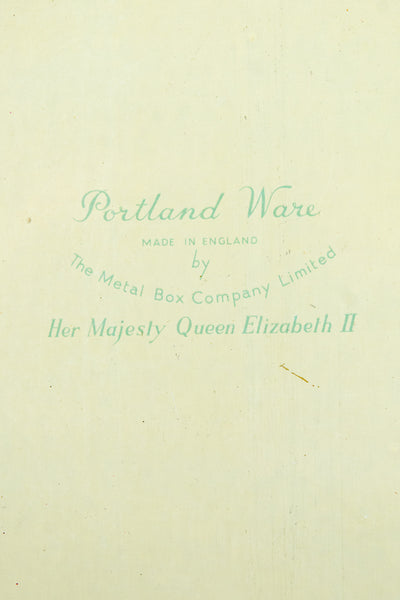 Portland Ware
MADE IN ENGLAND
by
The Metal Box Company Limited
Her Majesty Queen Elizabeth II